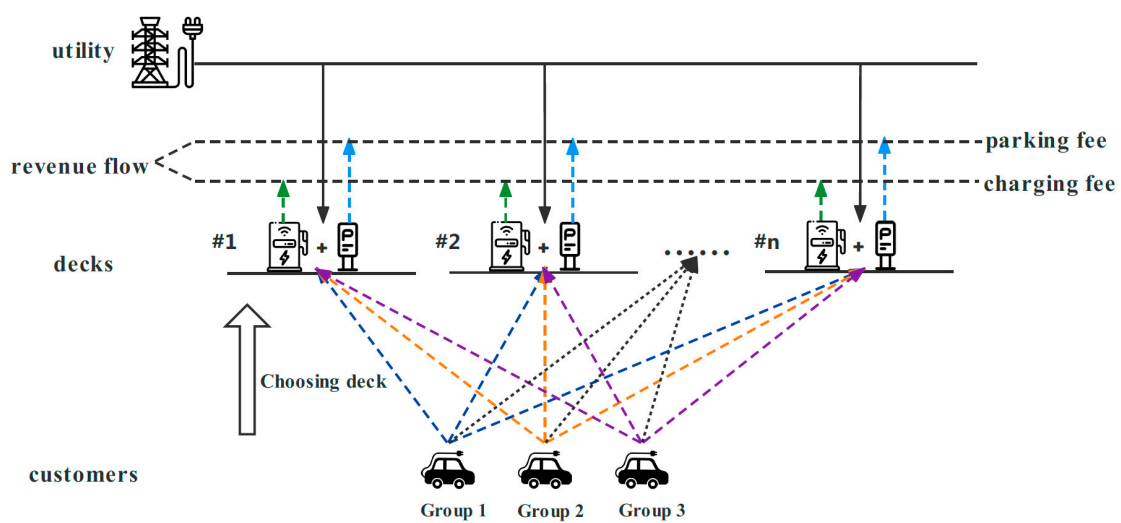 utility
parking fee
revenue flow
charging fee
#1
+
P
#2
+
P
......
#n
+
P
decks
Choosing deck
customers
Group 1
Group 2
Group 3